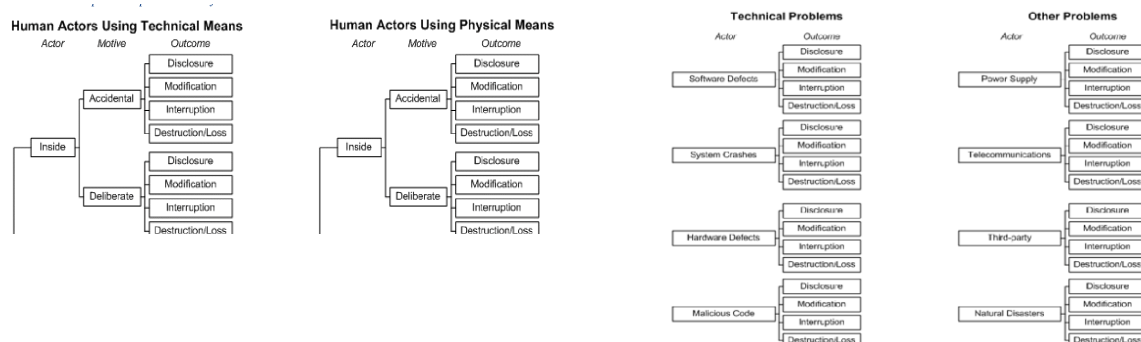 Human Actors Using Technical Means
Actor Motive Outcome
Disclosure
Modification
Accidental
Interruption
Destruction/Loss
Inside
Disclosure
Modification
Deliberate
Interruption
Destruction/Loss
Human Actors Using Physical Means
Actor Motive Outcome
Disclosure
Modification
Accidental
Interruption
Destruction/Loss
Inside
Disclosure
Modification
Deliberate
Interruption
Destruction/Loss
Technical Problems
Actor Outcome
Disclosure
Modification
Software Defects
Interruption
Destruction/Loss
Disclosure
Modification
System Crashes
Interruption
Destruction/Loss
Disclosure
Modification
Hardware Defects
Interruption
Destruction/Loss
Disclosure
Modification
Malicious Code
Interruption
Destruction/Loss
Other Problems
Actor Outcome
Disclosure
Modification
Power Supply
Interruption
Destruction/Loss
Disclosure
Modification
Telecommunications
Interruption
Destruction/Loss
Disclosure
Modification
Third-party
Interruption
Destruction/Loss
Disclosure
Modification
Natural Disasters
Interruption
Destruction/Loss